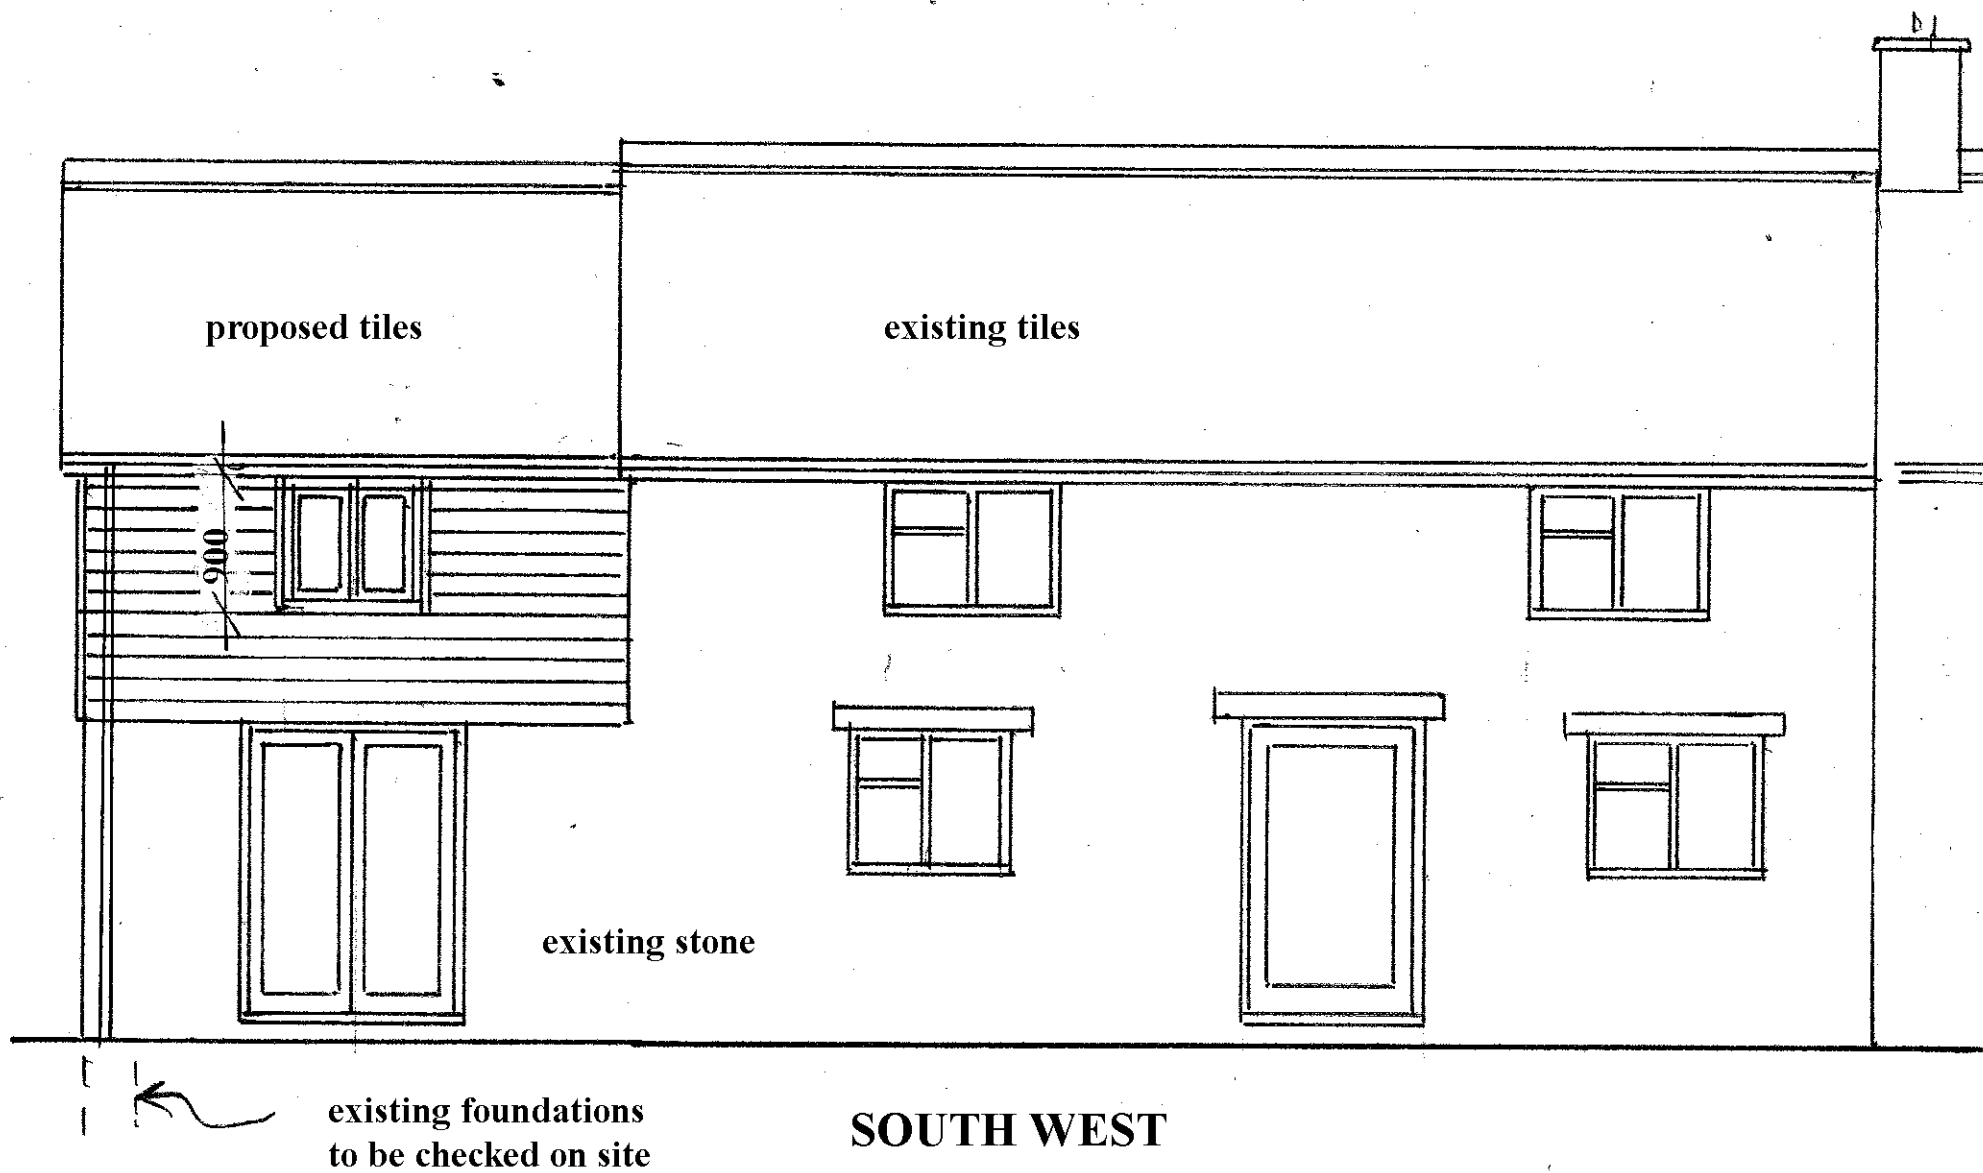 proposed tiles
existing tiles
900
existing stone
existing foundations
to be checked on site
SOUTH WEST